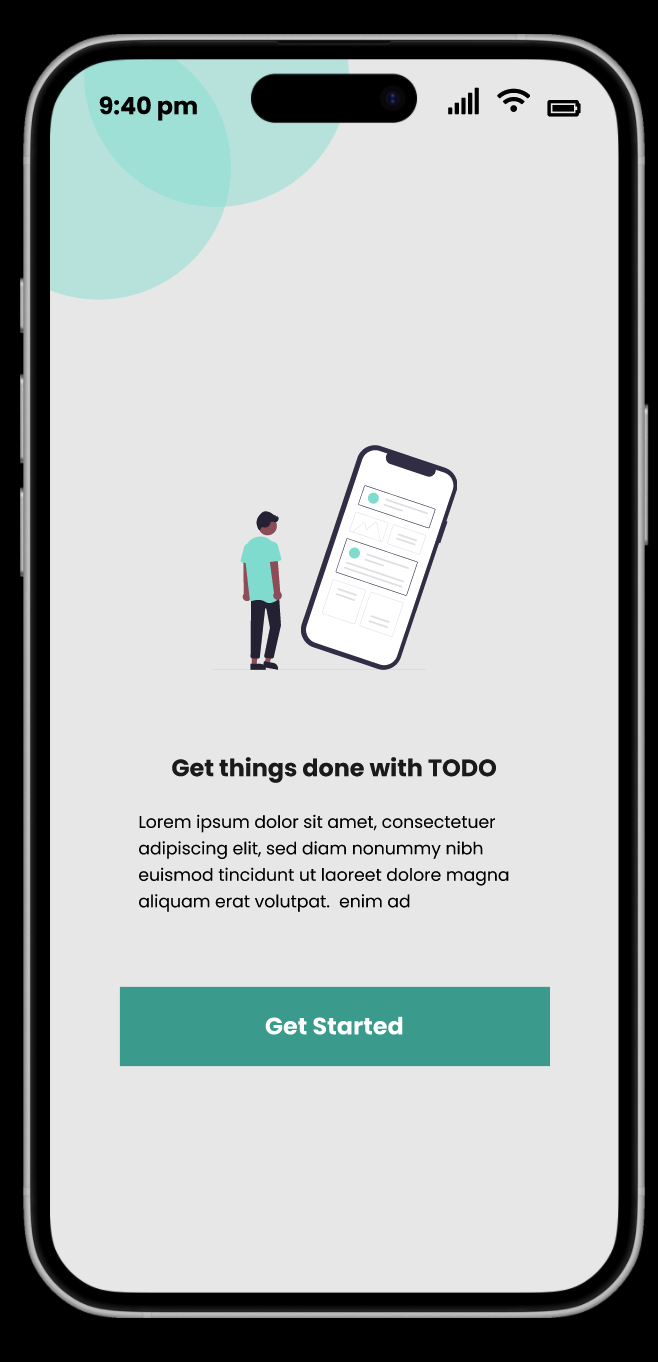 9:40 pm
Get things done with TODO
Lorem ipsum dolor sit amet, consectetuer
adipiscing elit, sed diam nonummy nibh
euismod tincidunt ut laoreet dolore magna
aliquam erat volutpat.  enim ad
Get Started